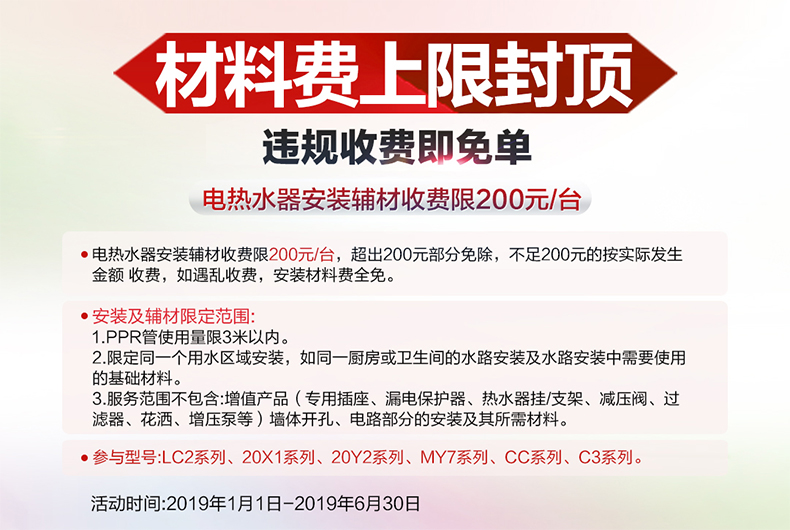 材料费上限封顶
违规收费即免单
电热水器安装辅材收费限200元/台
•电热水器安装辅材收费限200元/台，超出200元部分免除，不足200元的按实际发生
金额 收费，如遇乱收费，安装材料费全免。
•安装及辅材限定范围:
1.PPR管使用量限3米以内。
2.限定同一个用水区域安装，如同一厨房或卫生间的水路安装及水路安装中需要使用
的基础材料。
3.服务范围不包含:增值产品（专用插座、漏电保护器、热水器挂/支架、减压阀、过
滤器、花洒、增压泵等）墙体开孔、电路部分的安装及其所需材料。
•参与型号:LC2系列、20X1系列、20Y2系列、MY7系列、CC系列、C3系列。
活动时间:2019年1月1日-2019年6月30日